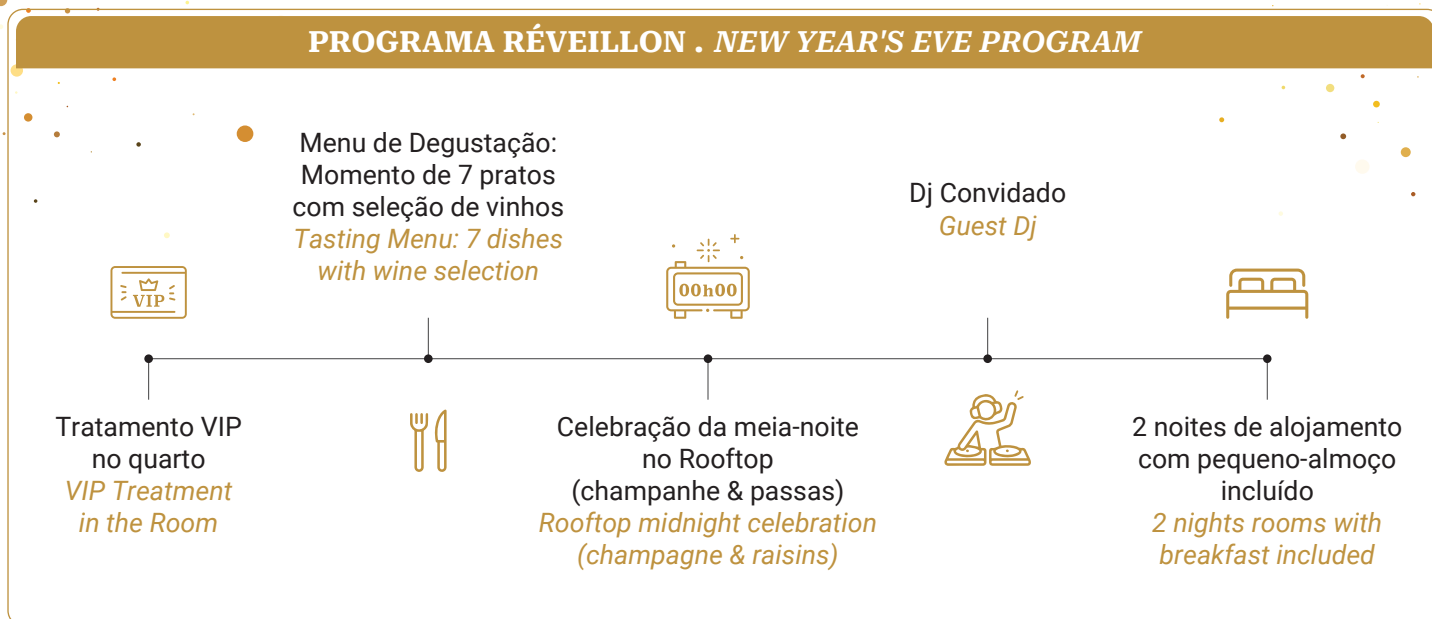 PROGRAMA RÉVEILLON . NEW YEAR'S EVE PROGRAM
VIP
Tratamento VIP
no quarto
VIP Treatment
in the Room
Menu de Degustação:
Momento de 7 pratos
com seleção de vinhos
Tasting Menu: 7 dishes
with wine selection
00h00
Celebração da meia-noite
no Rooftop
(champanhe & passas)
Rooftop midnight celebration
(champagne & raisins)
Dj Convidado
Guest Dj
2 noites de alojamento
com pequeno-almoço
incluído
2 nights rooms with
breakfast included